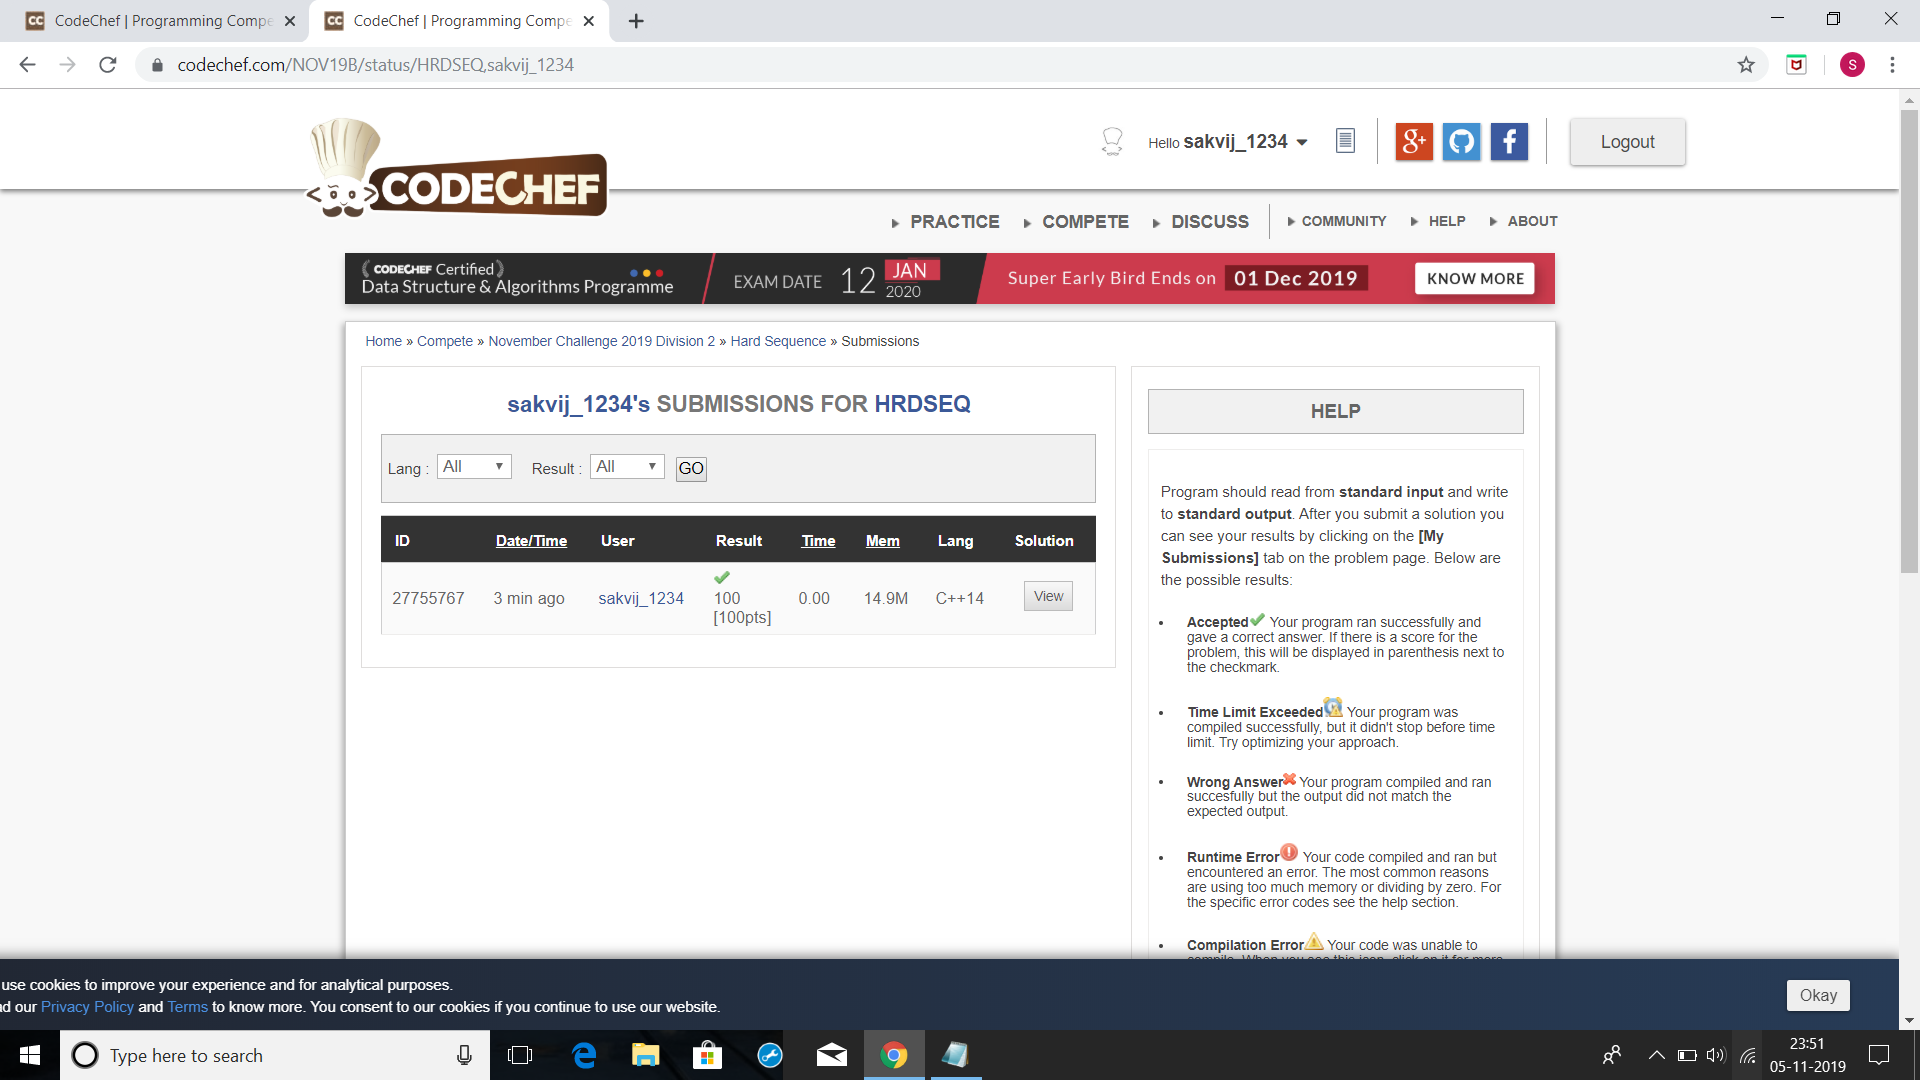 CodeChef | Programming Compe
CodeChef | Programming Compe
codechef.com/NOV19B/status/HRDSEQ,sakvij_1234
S
CODECHEF
Hello sakvij_1234
Logout
PRACTICE COMPETE DISCUSS COMMUNITY HELP ABOUT
CODECHEF Certified
Data Structure & Algorithms Programme
EXAM DATE 12 JAN 2020
Super Early Bird Ends on 01 Dec 2019
KNOW MORE
Home » Compete » November Challenge 2019 Division 2 » Hard Sequence » Submissions
sakvij_1234's SUBMISSIONS FOR HRDSEQ
Lang : All Result : All GO
ID Date/Time User Result Time Mem Lang Solution
27755767 3 min ago sakvij_1234 100 [100pts] 0.00 14.9M C++14 View
HELP
Program should read from standard input and write
to standard output. After you submit a solution you
can see your results by clicking on the [My
Submissions] tab on the problem page. Below are
the possible results:
Accepted Your program ran successfully and
gave a correct answer. If there is a score for the
problem, this will be displayed in parenthesis next to
the checkmark.
Time Limit Exceeded Your program was
compiled successfully, but it didn't stop before time
limit. Try optimizing your approach.
Wrong Answer Your program compiled and ran
succesfully but the output did not match the
expected output.
Runtime Error Your code compiled and ran but
encountered an error. The most common reasons
are using too much memory or dividing by zero. For
the specific error codes see the help section.
Compilation Error Your code was unable to
use cookies to improve your experience and for analytical purposes.
ad our Privacy Policy and Terms to know more. You consent to our cookies if you continue to use our website.
Okay
Type here to search
23:51
05-11-2019